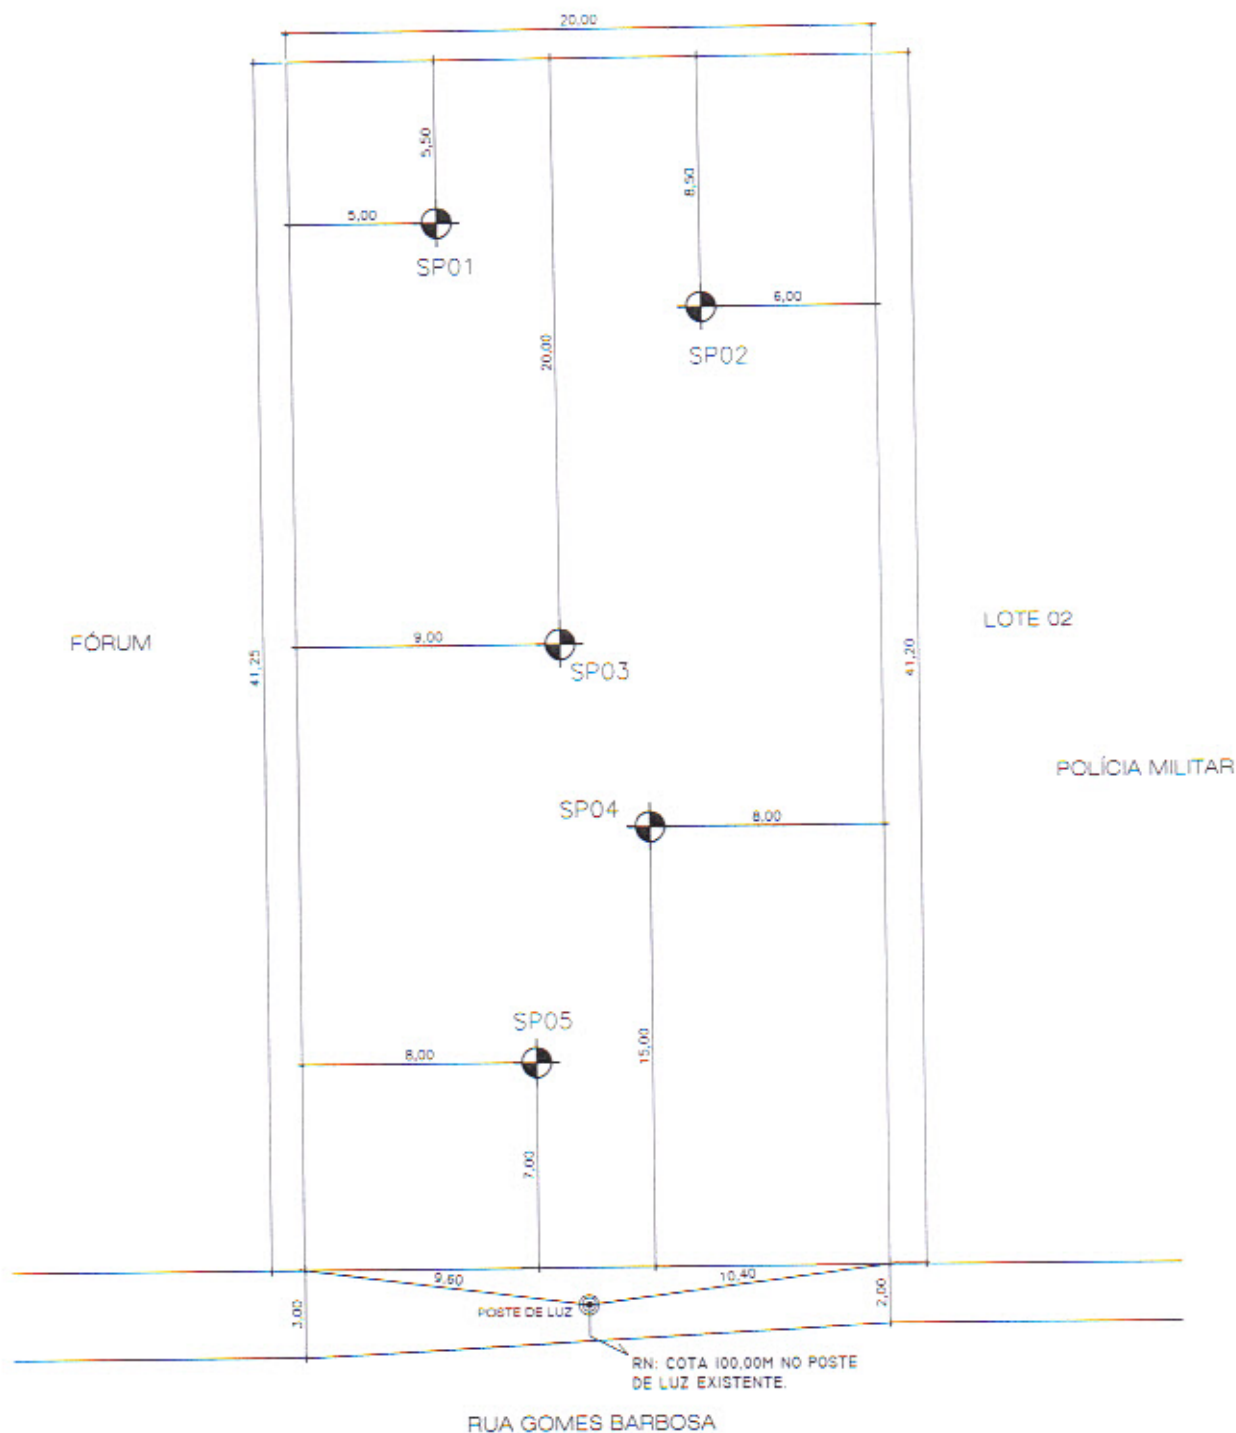 20,00
5,50
8,50
5,00
SP01
6,00
SP02
20,00
FÓRUM
41,25
9,00
SP03
41,20
LOTE 02
POLÍCIA MILITAR
SP04
8,00
SP05
8,00
15,00
7,00
9,60
10,40
3,00
POSTE DE LUZ
2,00
RN: COTA 100,00M NO POSTE
DE LUZ EXISTENTE.
RUA GOMES BARBOSA